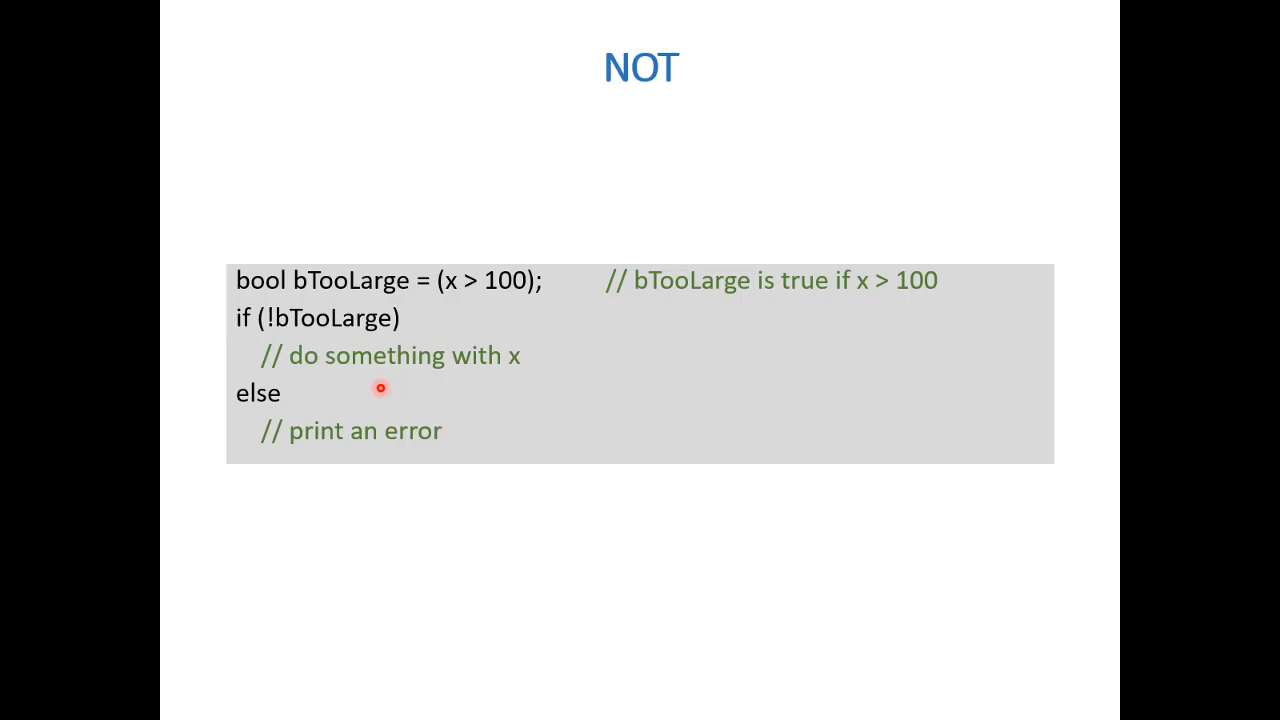 NOT
bool bTooLarge = (x > 100); // bTooLarge is true if x > 100
if (!bTooLarge)
// do something with x
else
// print an error